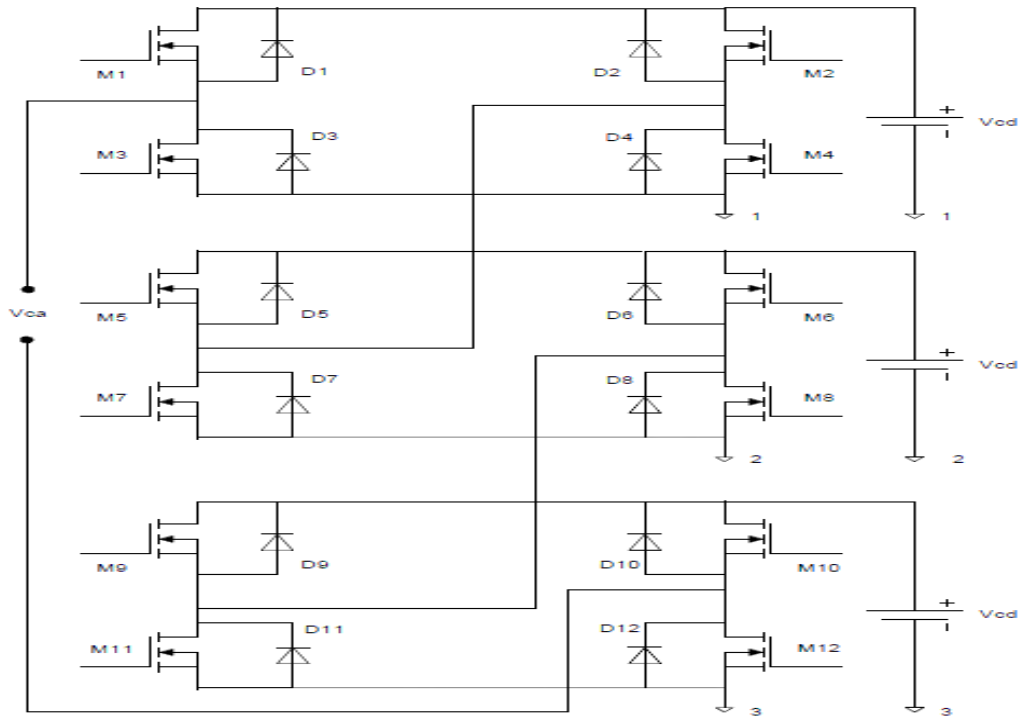 M1
D1
D2
M2
+
Vcd
M3
D3
D4
M4
1
1
Vca
M5
D5
D6
M6
+
Vcd
M7
D7
D8
M8
2
2
M9
D9
D10
M10
+
Vcd
M11
D11
D12
M12
3
3